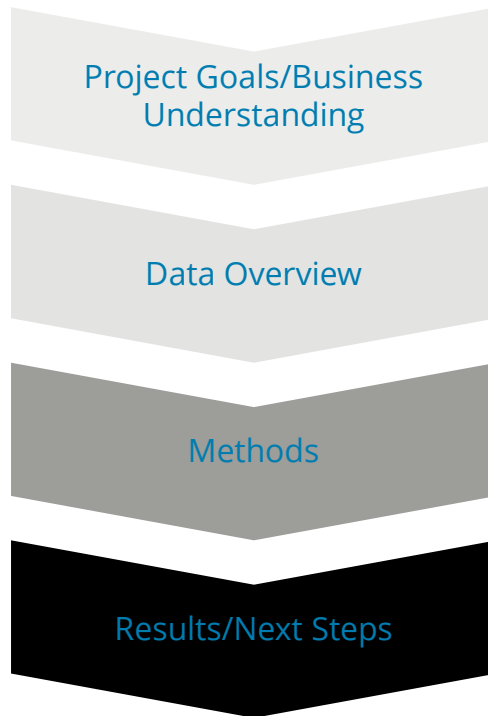 Project Goals/Business
Understanding
Data Overview
Methods
Results/Next Steps